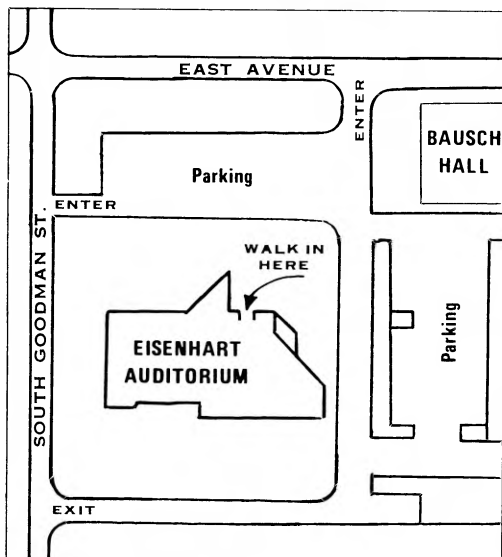 EAST AVENUE
ENTER
BAUSCH
HALL
Parking
ENTER
SOUTH GOODMAN ST.
WALK IN
HERE
EISENHART
AUDITORIUM
Parking
EXIT